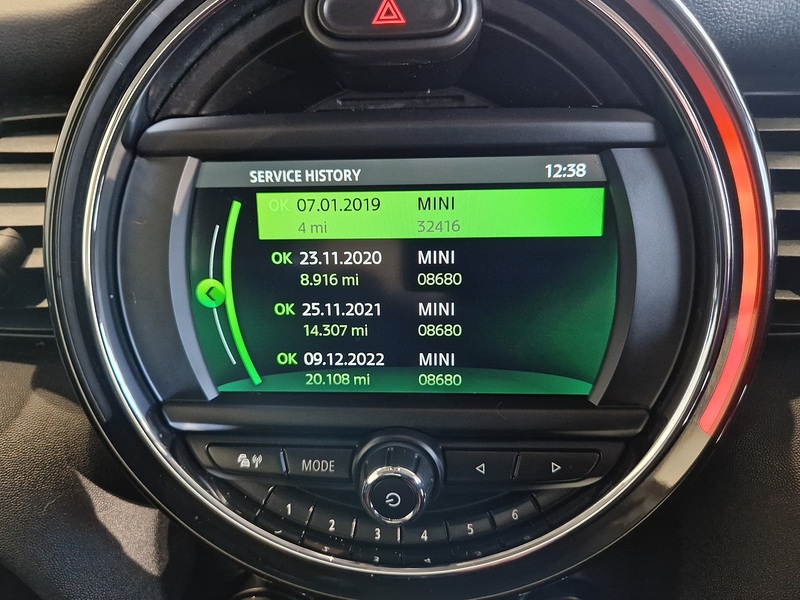 SERVICE HISTORY 12:38
OK 07.01.2019 MINI
4 mi 32416
OK 23.11.2020 MINI
8.916 mi 08680
OK 25.11.2021 MINI
14.307 mi 08680
OK 09.12.2022 MINI
20.108 mi 08680
MODE
1 2 3 4 5 6